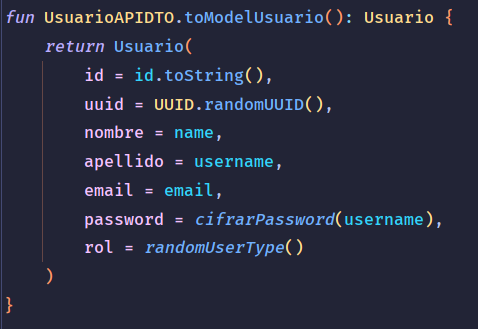 fun UsuarioAPIDTO.toModelUsuario(): Usuario {
    return Usuario(
        id = id.toString(),
        uuid = UUID.randomUUID(),
        nombre = name,
        apellido = username,
        email = email,
        password = cifrarPassword(username),
        rol = randomUserType()
    )
}